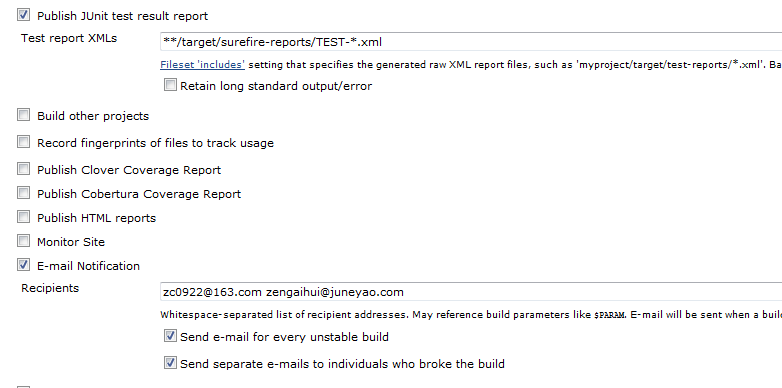 Publish JUnit test result report
Test report XMLs
**/target/surefire-reports/TEST-*.xml
Fileset 'includes' setting that specifies the generated raw XML report files, such as 'myproject/target/test-reports/*.xml'. Ba
Retain long standard output/error
Build other projects
Record fingerprints of files to track usage
Publish Clover Coverage Report
Publish Cobertura Coverage Report
Publish HTML reports
Monitor Site
E-mail Notification
Recipients
zc0922@163.com zengaihui@juneyao.com
Whitespace-separated list of recipient addresses. May reference build parameters like $PARAM. E-mail will be sent when a buil
Send e-mail for every unstable build
Send separate e-mails to individuals who broke the build